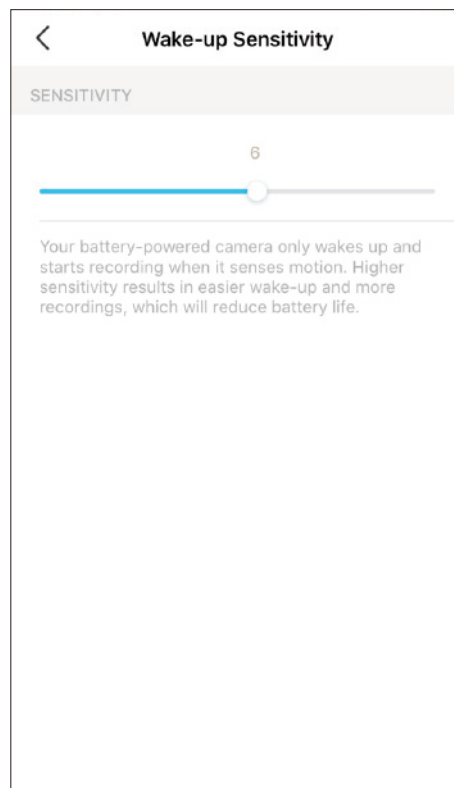 Wake-up Sensitivity
SENSITIVITY
6
Your battery-powered camera only wakes up and
starts recording when it senses motion. Higher
sensitivity results in easier wake-up and more
recordings, which will reduce battery life.